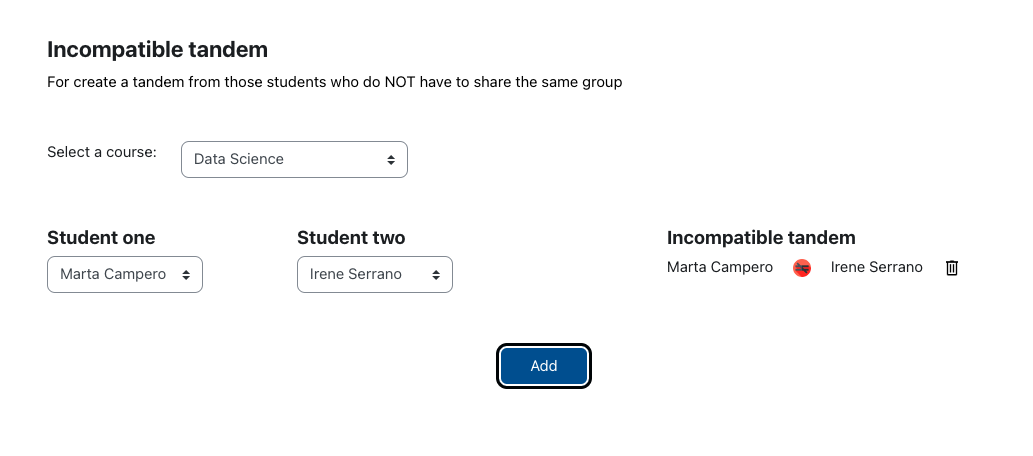 Incompatible tandem
For create a tandem from those students who do NOT have to share the same group
Select a course:
Data Science
Student one
Student two
Incompatible tandem
Marta Campero
Irene Serrano
Marta Campero
Irene Serrano
Add